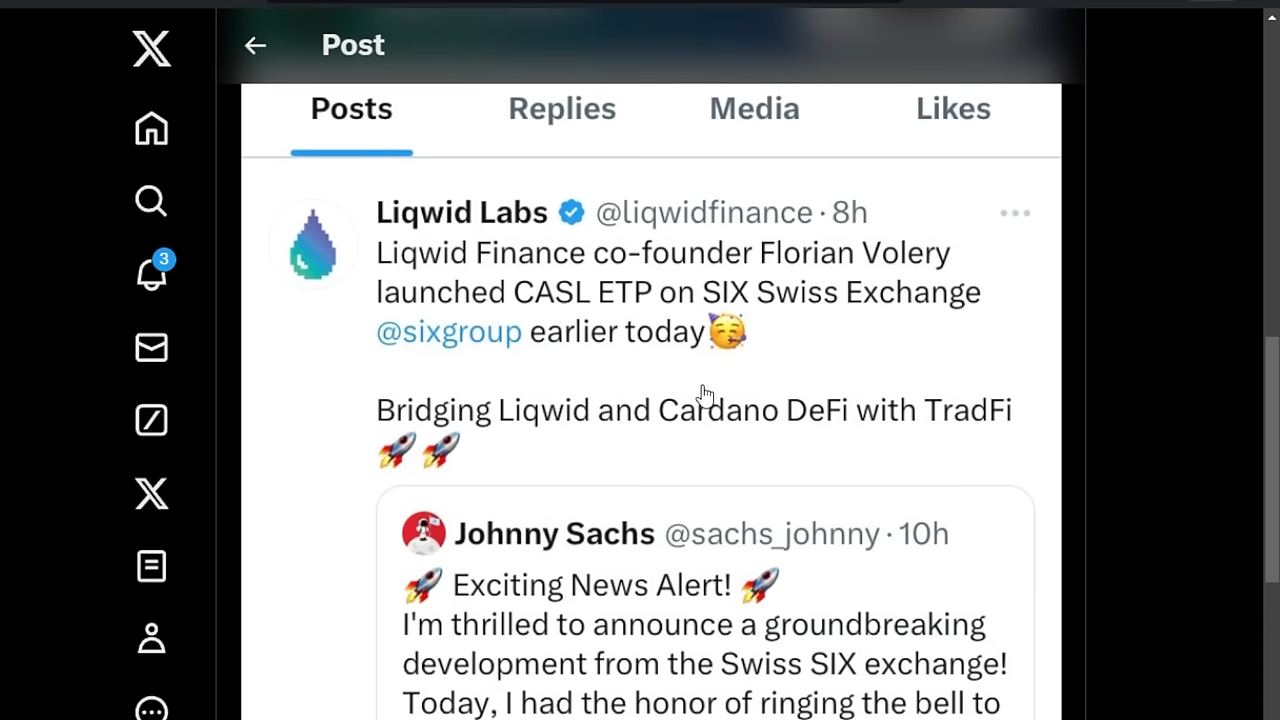 Post
Posts Replies Media Likes
Liqwid Labs @liqwidfinance · 8h
Liqwid Finance co-founder Florian Volery
launched CASL ETP on SIX Swiss Exchange
@sixgroup earlier today🥳
Bridging Liqwid and Cardano DeFi with TradFi
🚀🚀
3
Johnny Sachs @sachs_johnny · 10h
🚀 Exciting News Alert! 🚀
I'm thrilled to announce a groundbreaking
development from the Swiss SIX exchange!
Today, I had the honor of ringing the bell to